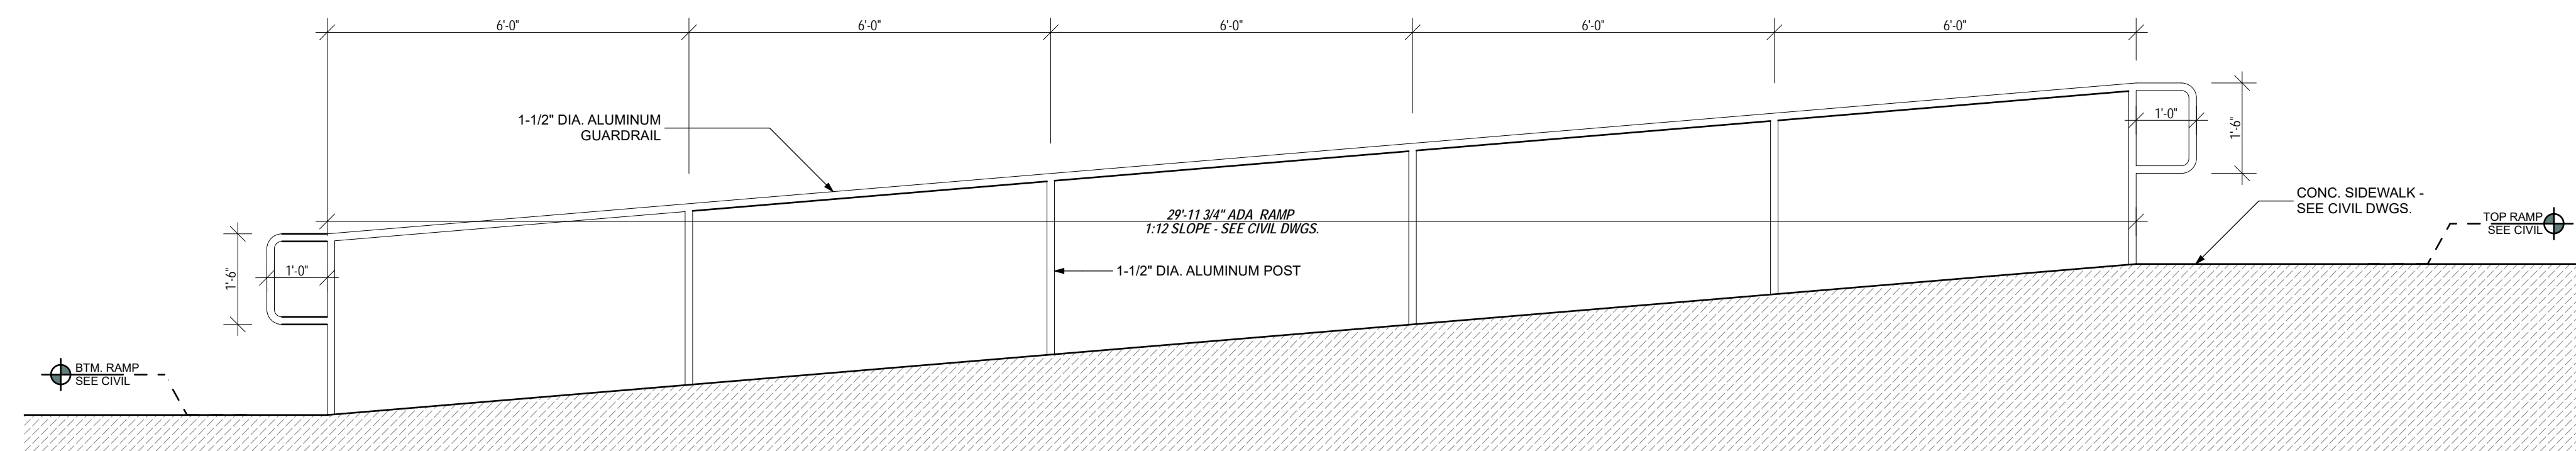 6'-0" 6'-0" 6'-0" 6'-0" 6'-0"
1-1/2" DIA. ALUMINUM
GUARDRAIL
1'-0"
1'-6"
CONC. SIDEWALK -
SEE CIVIL DWGS.
29'-11 3/4" ADA RAMP
1:12 SLOPE - SEE CIVIL DWGS.
TOP RAMP
SEE CIVIL
1'-6"
1'-0"
1-1/2" DIA. ALUMINUM POST
BTM. RAMP
SEE CIVIL